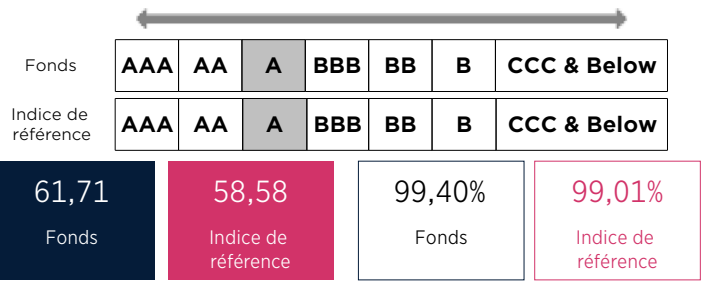 Fonds AAA AA A BBB BB B CCC & Below
Indice de
référence AAA AA A BBB BB B CCC & Below
61,71 58,58 99,40% 99,01%
Fonds Indice de Fonds Indice de
référence référence